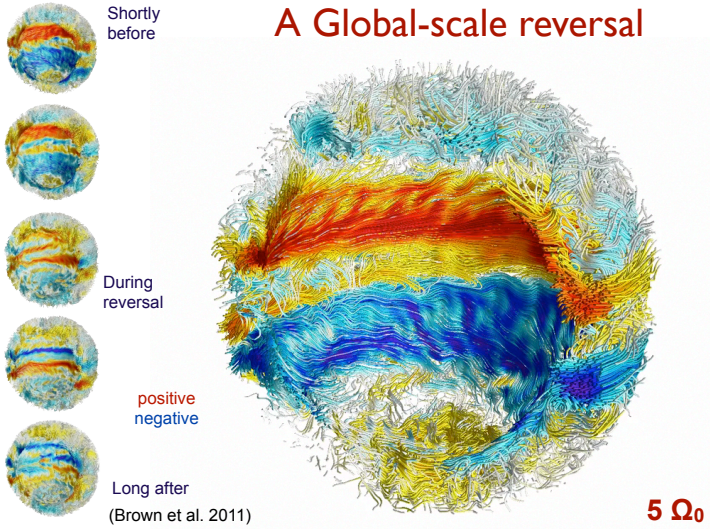 A Global-scale reversal
Shortly
before
During
reversal
positive
negative
Long after
(Brown et al. 2011)
5 Ω₀